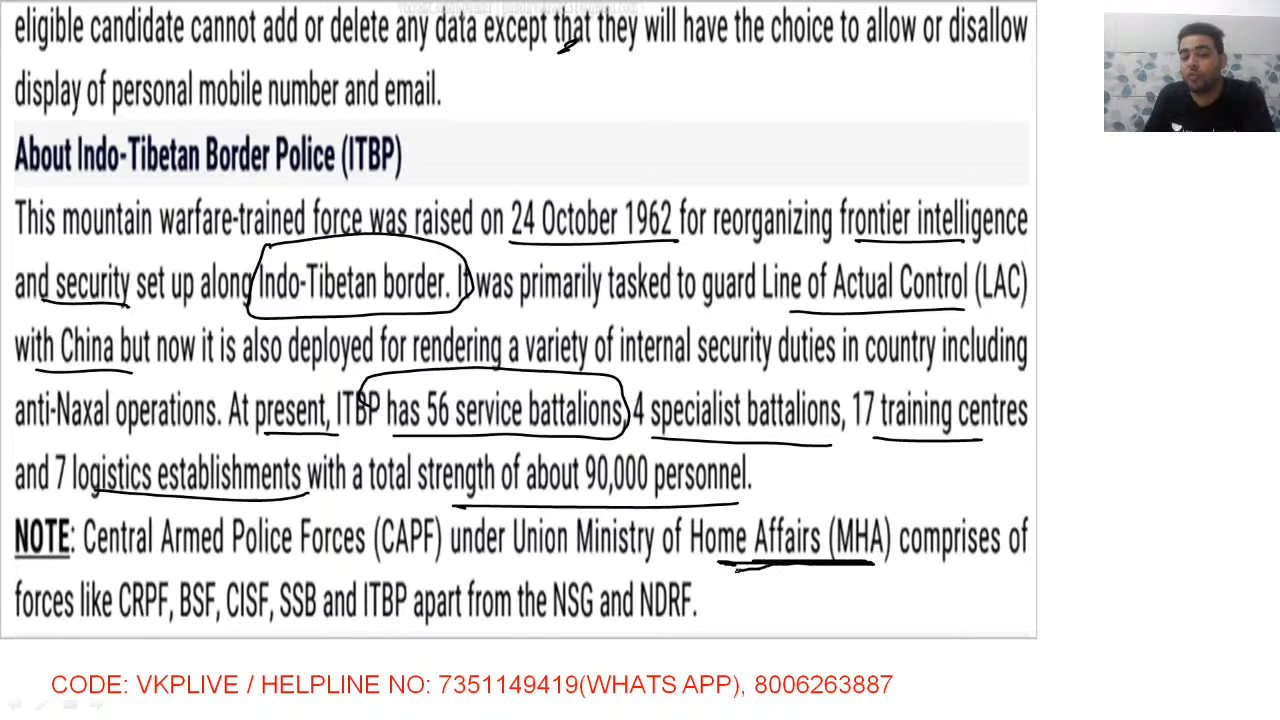 eligible candidate cannot add or delete any data except that they will have the choice to allow or disallow
display of personal mobile number and email.
About Indo-Tibetan Border Police (ITBP)
This mountain warfare-trained force was raised on 24 October 1962 for reorganizing frontier intelligence
and security set up along Indo-Tibetan border. It was primarily tasked to guard Line of Actual Control (LAC)
with China but now it is also deployed for rendering a variety of internal security duties in country including
anti-Naxal operations. At present, ITBP has 56 service battalions, 4 specialist battalions, 17 training centres
and 7 logistics establishments with a total strength of about 90,000 personnel.
NOTE: Central Armed Police Forces (CAPF) under Union Ministry of Home Affairs (MHA) comprises of
forces like CRPF, BSF, CISF, SSB and ITBP apart from the NSG and NDRF.
CODE: VKPLIVE / HELPLINE NO: 7351149419(WHATS APP), 8006263887